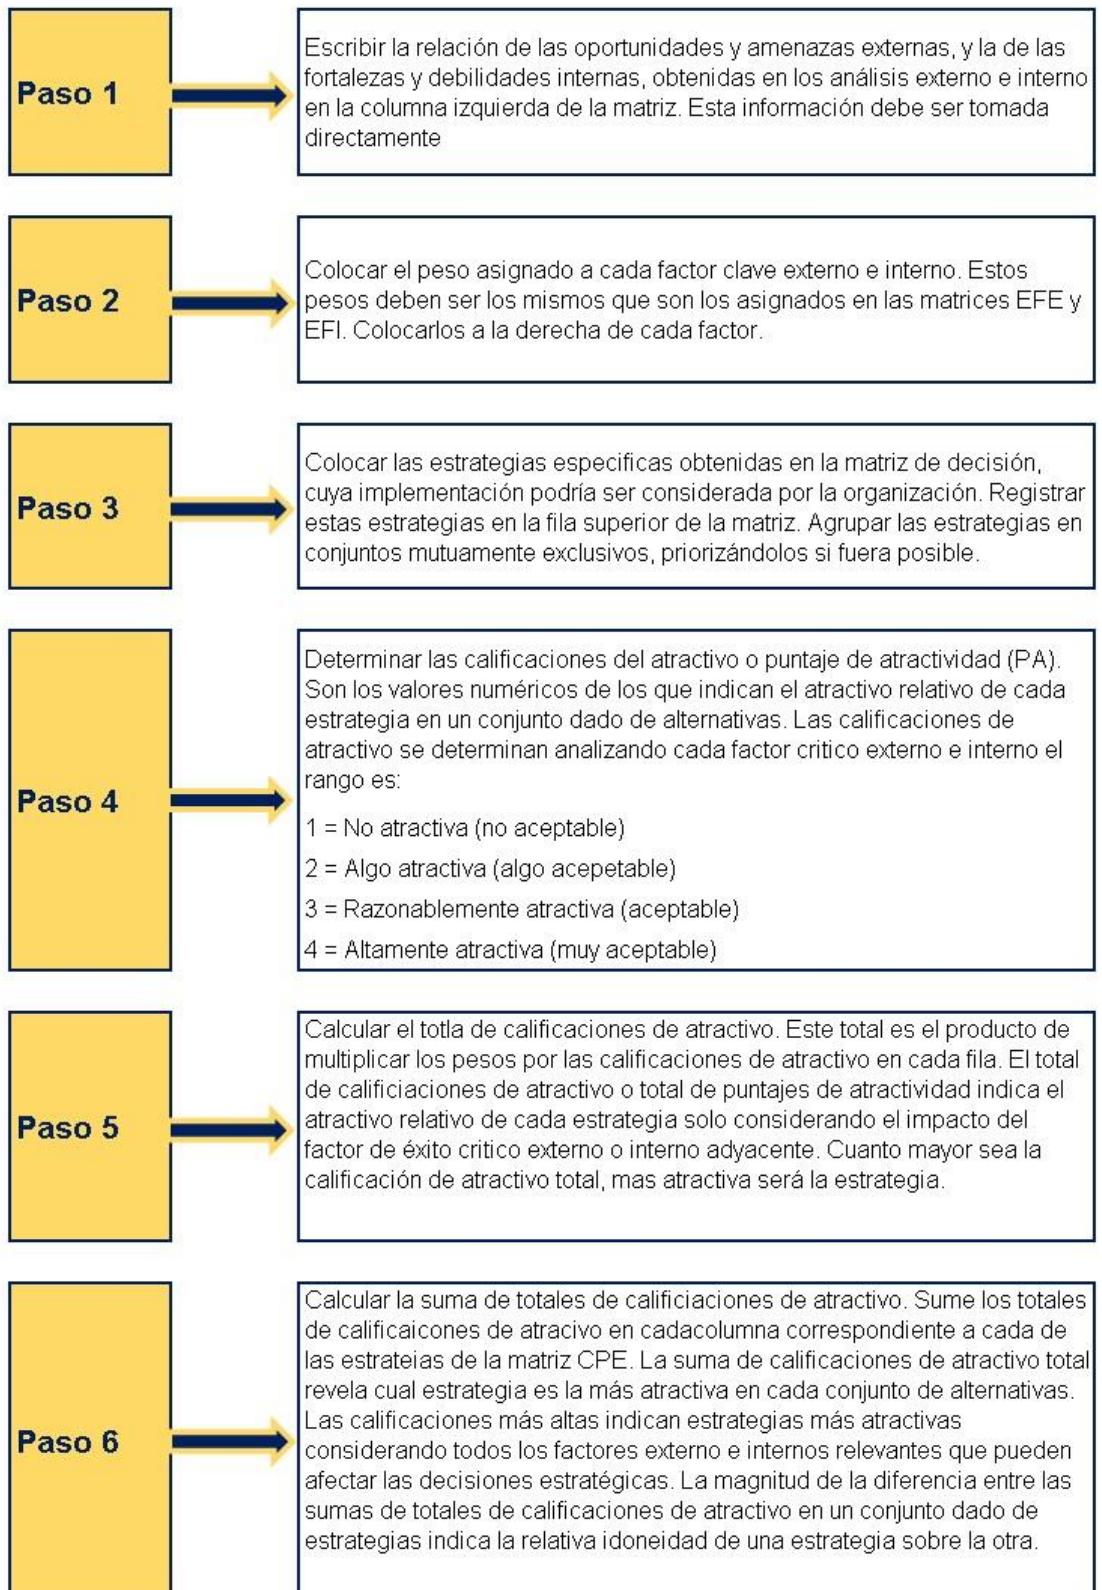 Paso 1
Escribir la relación de las oportunidades y amenazas externas, y la de las
fortalezas y debilidades internas, obtenidas en los análisis externo e interno
en la columna izquierda de la matriz. Esta información debe ser tomada
directamente
Paso 2
Colocar el peso asignado a cada factor clave externo e interno. Estos
pesos deben ser los mismos que son los asignados en las matrices EFE y
EFI. Colocarlos a la derecha de cada factor.
Paso 3
Colocar las estrategias especificas obtenidas en la matriz de decisión,
cuya implementación podría ser considerada por la organización. Registrar
estas estrategias en la fila superior de la matriz. Agrupar las estrategias en
conjuntos mutuamente exclusivos, priorizándolos si fuera posible.
Paso 4
Determinar las calificaciones del atractivo o puntaje de atractividad (PA).
Son los valores numéricos de los que indican el atractivo relativo de cada
estrategia en un conjunto dado de alternativas. Las calificaciones de
atractivo se determinan analizando cada factor critico externo e interno el
rango es:
1 = No atractiva (no aceptable)
2 = Algo atractiva (algo acepetable)
3 = Razonablemente atractiva (aceptable)
4 = Altamente atractiva (muy aceptable)
Paso 5
Calcular el totla de calificaciones de atractivo. Este total es el producto de
multiplicar los pesos por las calificaciones de atractivo en cada fila. El total
de calificiaciones de atractivo o total de puntajes de atractividad indica el
atractivo relativo de cada estrategia solo considerando el impacto del
factor de éxito critico externo o interno adyacente. Cuanto mayor sea la
calificación de atractivo total, mas atractiva será la estrategia.
Paso 6
Calcular la suma de totales de calificiaciones de atractivo. Sume los totales
de calificaicones de atracivo en cadacolumna correspondiente a cada de
las estrateias de la matriz CPE. La suma de calificaciones de atractivo total
revela cual estrategia es la más atractiva en cada conjunto de alternativas.
Las calificaciones más altas indican estrategias más atractivas
considerando todos los factores externo e internos relevantes que pueden
afectar las decisiones estratégicas. La magnitud de la diferencia entre las
sumas de totales de calificaciones de atractivo en un conjunto dado de
estrategias indica la relativa idoneidad de una estrategia sobre la otra.